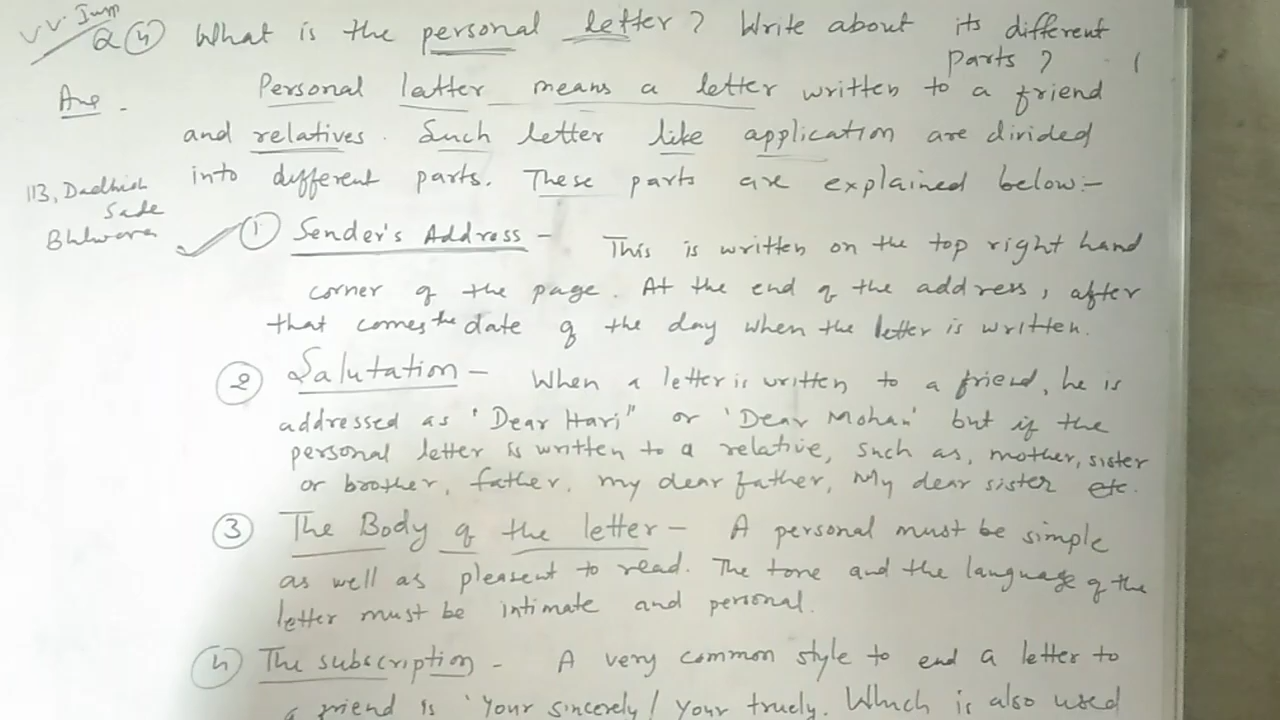 V.V. Imp
Q (4) What is the personal letter? Write about its different
parts?
Ans - Personal latter means a letter written to a friend
and relatives. Such letter like application are divided
into different parts. These parts are explained below:-
113,
① Sender's Address - This is written on the top right hand
corner of the page. At the end of the address, after
that comes the date of the day when the letter is written.
② Salutation - When a letter is written to a friend, he is
addressed as 'Dear Hari" or 'Dear Mohan' but if the
personal letter is written to a relative, such as, mother, sister
or brother, father, my dear father, My dear sister etc.
③ The Body of the letter - A personal must be simple
as well as pleasent to read. The tone and the language of the
letter must be intimate and personal.
④ The subscription - A very common style to end a letter to
a friend is 'Your sincerely / Your truely. Which is also used